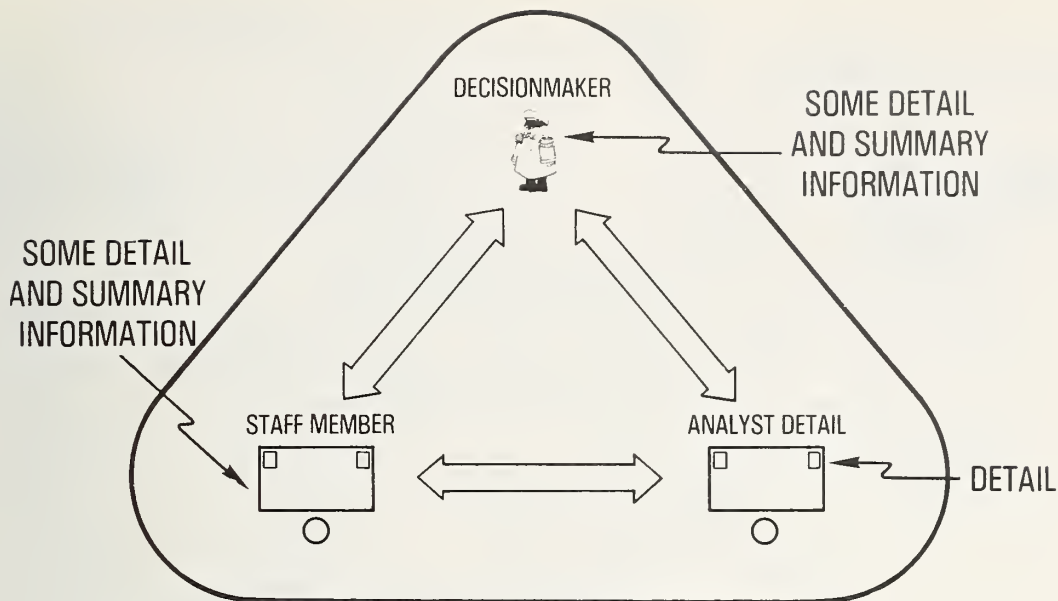 DECISIONMAKER
SOME DETAIL
AND SUMMARY
INFORMATION
SOME DETAIL
AND SUMMARY
INFORMATION
STAFF MEMBER
ANALYST DETAIL
DETAIL